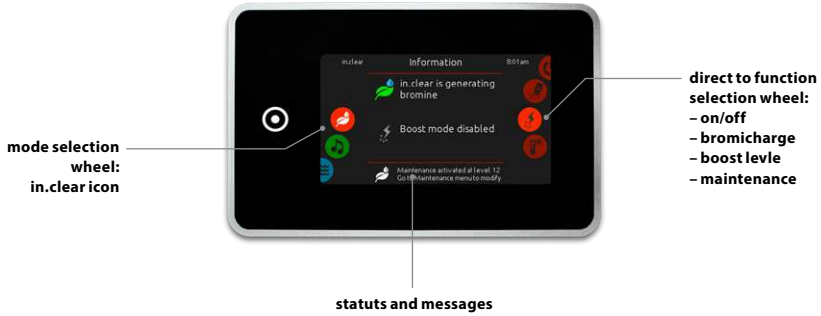 in.clear Information 8:01am
in.clear is generating
bromine
Boost mode disabled
Maintenance activated at level: 12
Go to Maintenance menu to modify
mode selection
wheel:
in.clear icon
direct to function
selection wheel:
– on/off
– bromicharge
– boost levle
– maintenance
statuts and messages